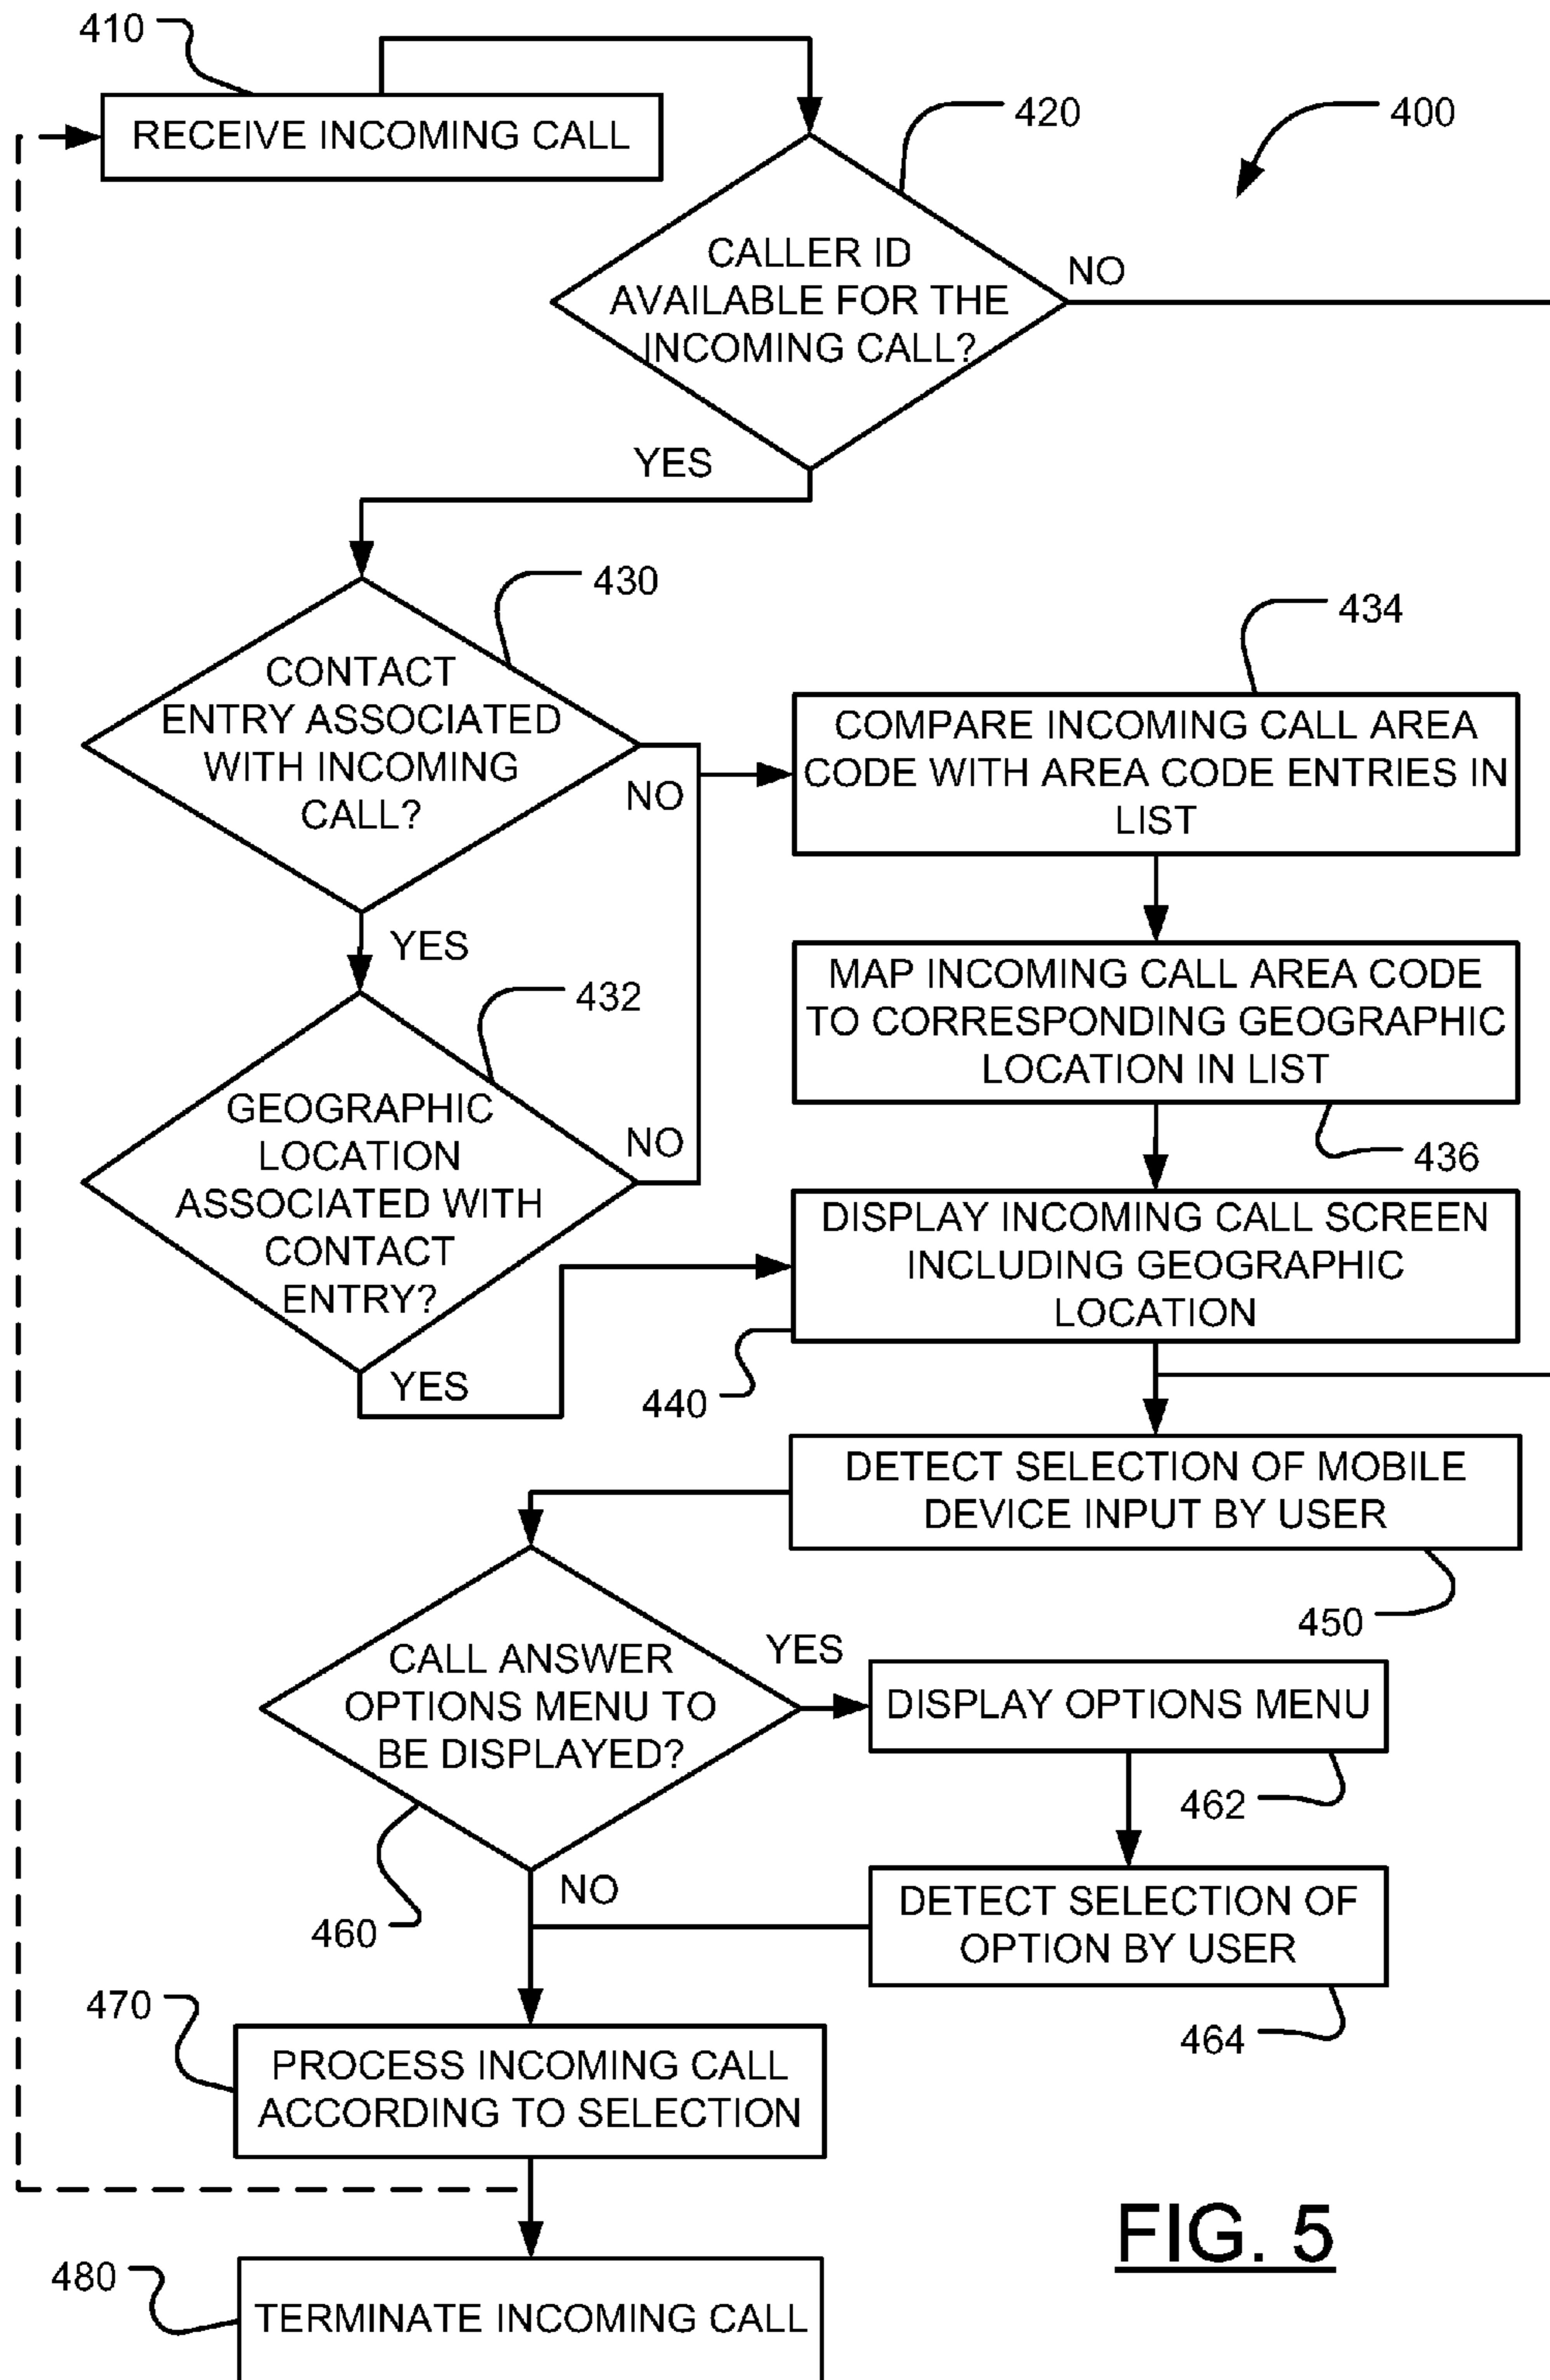 410
RECEIVE INCOMING CALL
420
400
CALLER ID
AVAILABLE FOR THE
INCOMING CALL?
NO
YES
430
CONTACT
ENTRY ASSOCIATED
WITH INCOMING
CALL?
NO
YES
434
COMPARE INCOMING CALL AREA
CODE WITH AREA CODE ENTRIES IN
LIST
MAP INCOMING CALL AREA CODE
TO CORRESPONDING GEOGRAPHIC
LOCATION IN LIST
436
432
GEOGRAPHIC
LOCATION
ASSOCIATED WITH
CONTACT
ENTRY?
NO
YES
DISPLAY INCOMING CALL SCREEN
INCLUDING GEOGRAPHIC
LOCATION
440
DETECT SELECTION OF MOBILE
DEVICE INPUT BY USER
450
CALL ANSWER
OPTIONS MENU TO
BE DISPLAYED?
YES
DISPLAY OPTIONS MENU
462
460
NO
DETECT SELECTION OF
OPTION BY USER
464
470
PROCESS INCOMING CALL
ACCORDING TO SELECTION
480
TERMINATE INCOMING CALL
FIG. 5